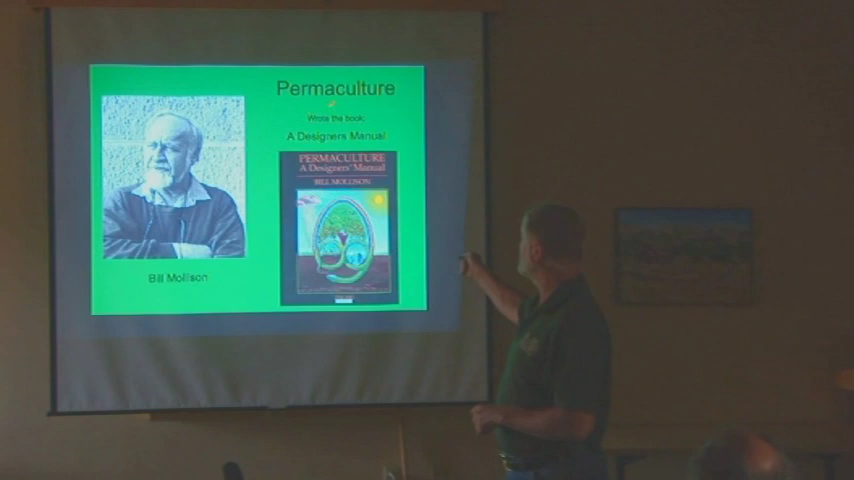 Permaculture
Wrote the book:
A Designers Manual
PERMACULTURE
A Designers' Manual
BILL MOLLISON
Bill Mollison